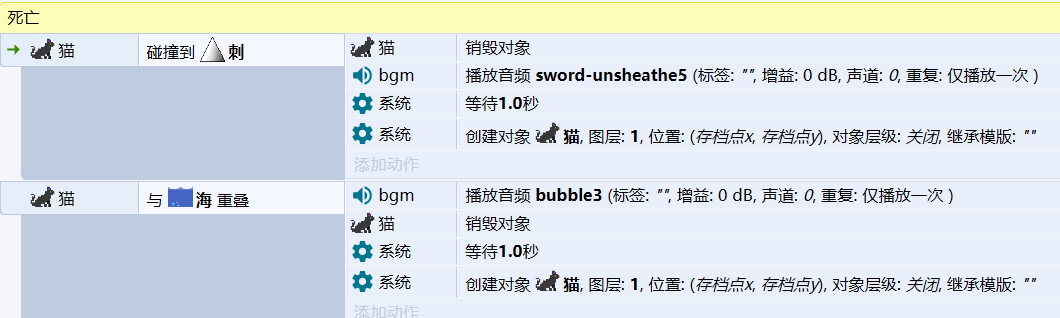 死亡
猫 碰撞到 刺 猫 销毁对象
bgm 播放音频 sword-unsheathe5 (标签: "", 增益: 0 dB, 声道: 0, 重复: 仅播放一次 )
系统 等待1.0秒
系统 创建对象 猫, 图层: 1, 位置: (存档点x, 存档点y), 对象层级: 关闭, 继承模版: ""
添加动作
猫 与 海 重叠 bgm 播放音频 bubble3 (标签: "", 增益: 0 dB, 声道: 0, 重复: 仅播放一次 )
猫 销毁对象
系统 等待1.0秒
系统 创建对象 猫, 图层: 1, 位置: (存档点x, 存档点y), 对象层级: 关闭, 继承模版: ""
添加动作